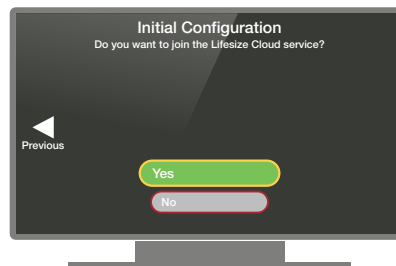 Initial Configuration
Do you want to join the Lifesize Cloud service?
Previous
Yes
No